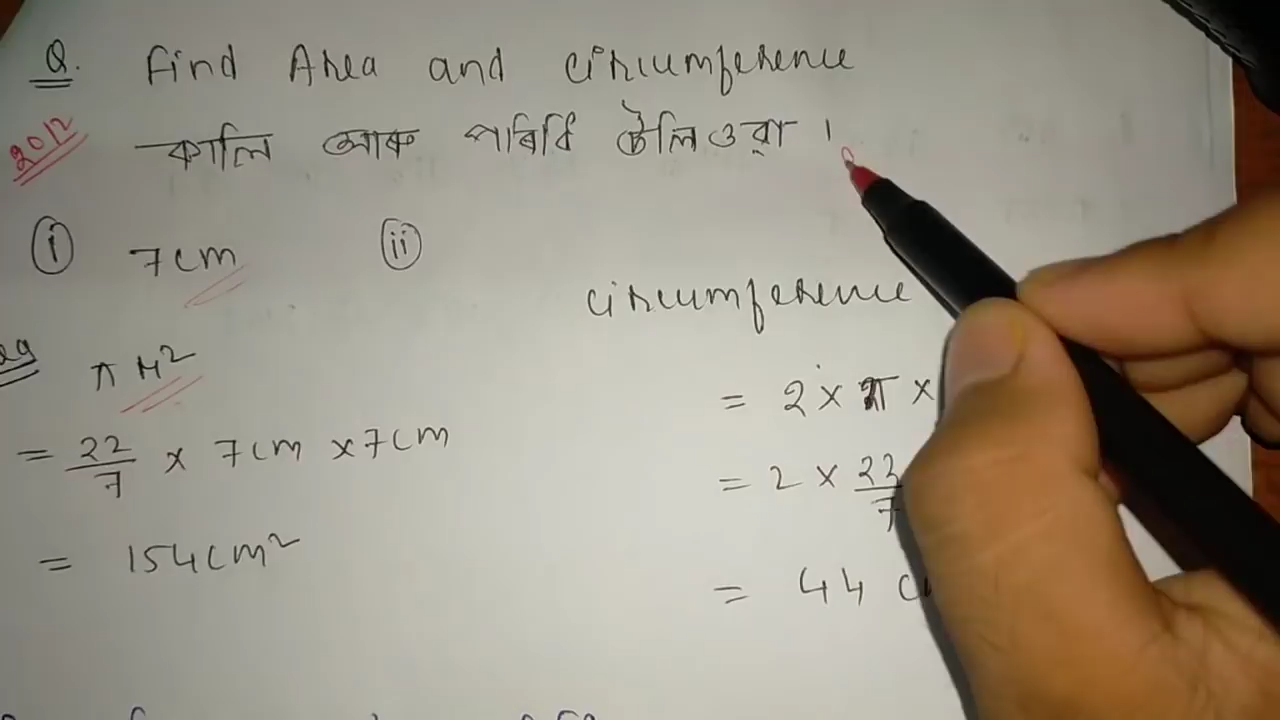 Q. Find Area and circumference
2012 কালি আৰু পৰিধি উলিওৱা ।
(i) 7cm (ii)
circumference
πr²
= 22/7 × 7cm × 7cm
= 154cm²
= 2 × π ×
= 2 × 22/7
= 44